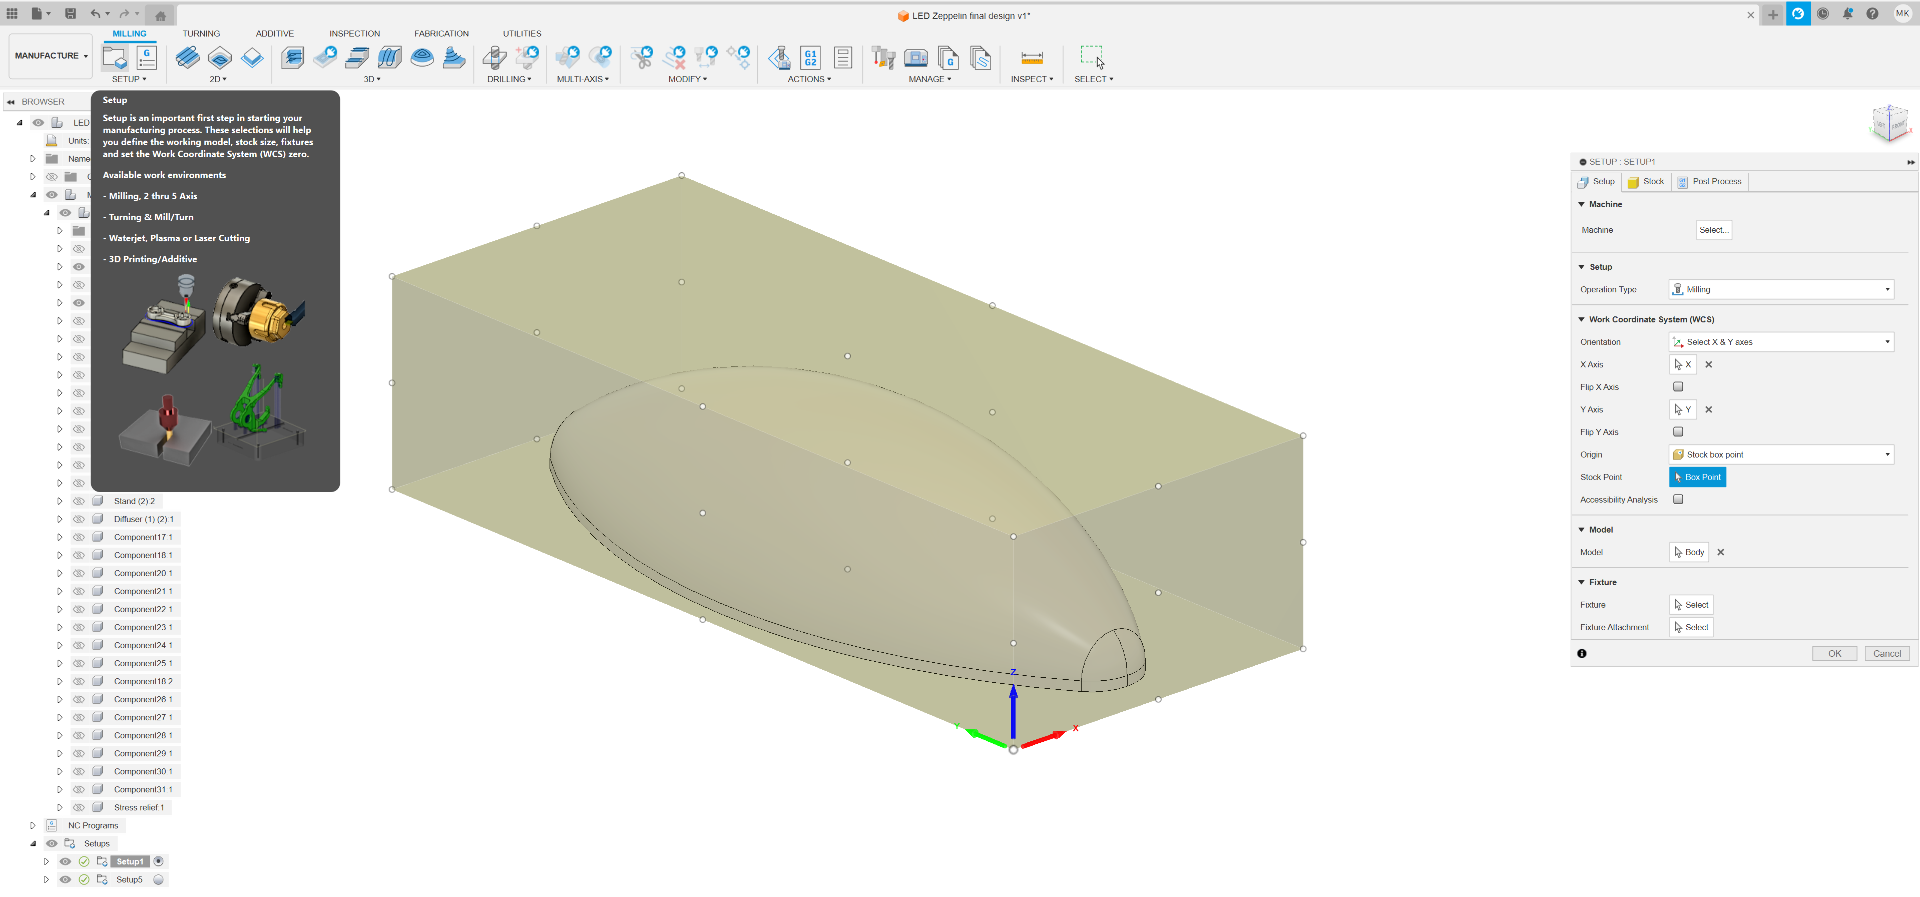 LED Zeppelin final design v1*
MK
MANUFACTURE
MILLING
TURNING
ADDITIVE
INSPECTION
FABRICATION
UTILITIES
G1
G2
SETUP
2D
3D
DRILLING
MULTI-AXIS
MODIFY
ACTIONS
MANAGE
INSPECT
SELECT
BROWSER
LED
Units:
Name
Setup
Setup is an important first step in starting your
manufacturing process. These selections will help
you define the working model, stock size, fixtures
and set the Work Coordinate System (WCS) zero.
Available work environments
- Milling, 2 thru 5 Axis
- Turning & Mill/Turn
- Waterjet, Plasma or Laser Cutting
- 3D Printing/Additive
Stand (2):2
Diffuser (1) (2):1
Component17:1
Component18:1
Component20:1
Component21:1
Component22:1
Component23:1
Component24:1
Component25:1
Component18:2
Component26:1
Component27:1
Component28:1
Component29:1
Component30:1
Component31:1
Stress relief:1
NC Programs
Setups
Setup1
Setup5
Z
Y
X
SETUP : SETUP1
Setup
Stock
Post Process
Machine
Machine
Select...
Setup
Operation Type
Milling
Work Coordinate System (WCS)
Orientation
Select X & Y axes
X Axis
X
Flip X Axis
Y Axis
Y
Flip Y Axis
Origin
Stock box point
Stock Point
Box Point
Accessibility Analysis
Model
Model
Body
Fixture
Fixture
Select
Fixture Attachment
Select
OK
Cancel